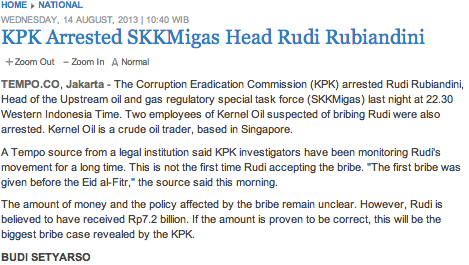 HOME ▸ NATIONAL
WEDNESDAY, 14 AUGUST, 2013 | 10:40 WIB
KPK Arrested SKKMigas Head Rudi Rubiandini
+ Zoom Out − Zoom In A Normal
TEMPO.CO, Jakarta - The Corruption Eradication Commission (KPK) arrested Rudi Rubiandini,
Head of the Upstream oil and gas regulatory special task force (SKKMigas) last night at 22.30
Western Indonesia Time. Two employees of Kernel Oil suspected of bribing Rudi were also
arrested. Kernel Oil is a crude oil trader, based in Singapore.
A Tempo source from a legal institution said KPK investigators have been monitoring Rudi's
movement for a long time. This is not the first time Rudi accepting the bribe. "The first bribe was
given before the Eid al-Fitr," the source said this morning.
The amount of money and the policy affected by the bribe remain unclear. However, Rudi is
believed to have received Rp7.2 billion. If the amount is proven to be correct, this will be the
biggest bribe case revealed by the KPK.
BUDI SETYARSO